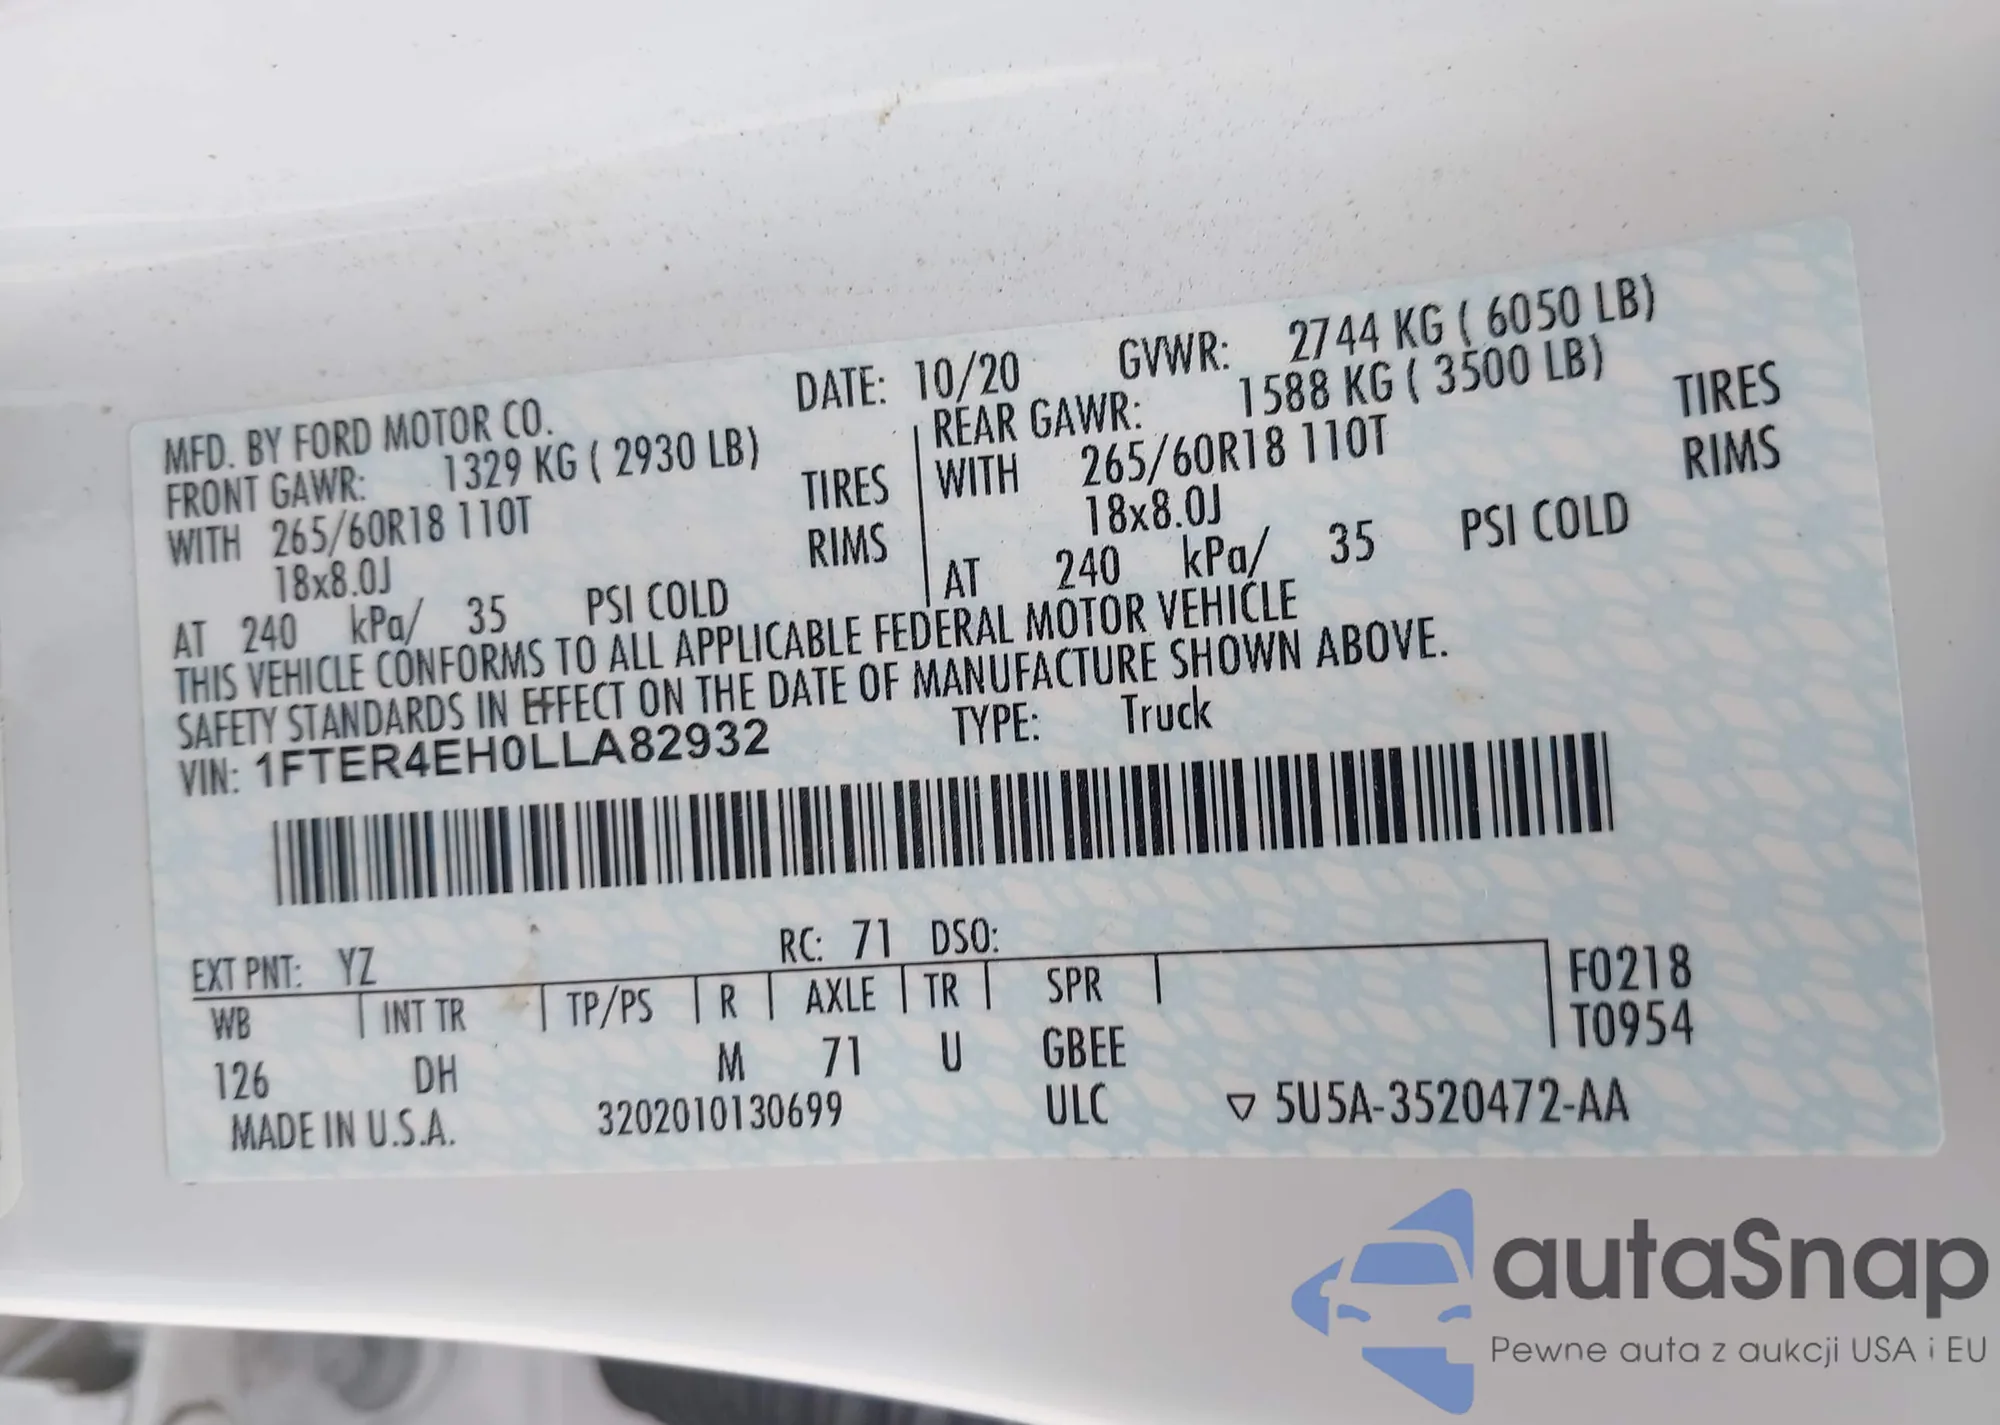 MFD. BY FORD MOTOR CO. DATE: 10/20 GVWR: 2744 KG ( 6050 LB)
FRONT GAWR: 1329 KG ( 2930 LB) REAR GAWR: 1588 KG ( 3500 LB)
WITH 265/60R18 110T TIRES WITH 265/60R18 110T TIRES
18x8.0J RIMS 18x8.0J RIMS
AT 240 kPa/ 35 PSI COLD AT 240 kPa/ 35 PSI COLD
THIS VEHICLE CONFORMS TO ALL APPLICABLE FEDERAL MOTOR VEHICLE
SAFETY STANDARDS IN EFFECT ON THE DATE OF MANUFACTURE SHOWN ABOVE.
VIN: 1FTER4EH0LLA82932 TYPE: Truck
EXT PNT: YZ RC: 71 DSO:
WB INT TR TP/PS R AXLE TR SPR F0218
T0954
126 DH M 71 U GBEE
MADE IN U.S.A. 3202010130699 ULC ▽ 5U5A-3520472-AA
autaSnap
Pewne auta z aukcji USA i EU